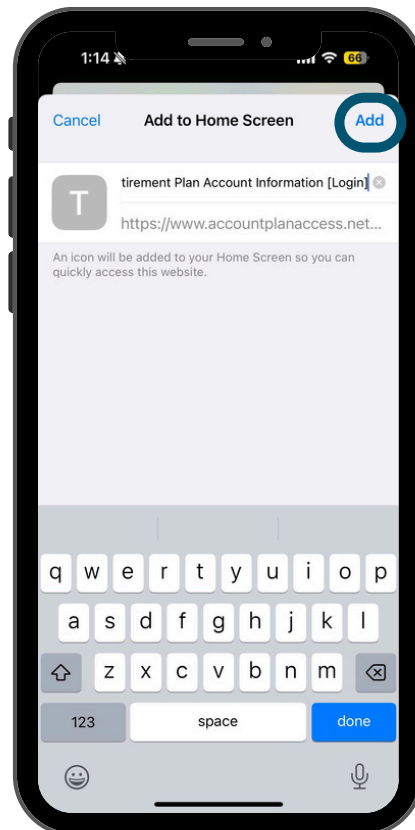 1:14
66
Cancel Add to Home Screen Add
T
tirement Plan Account Information [Login]
https://www.accountplanaccess.net...
An icon will be added to your Home Screen so you can
quickly access this website.
q w e r t y u i o p
a s d f g h j k l
z x c v b n m
123 space done